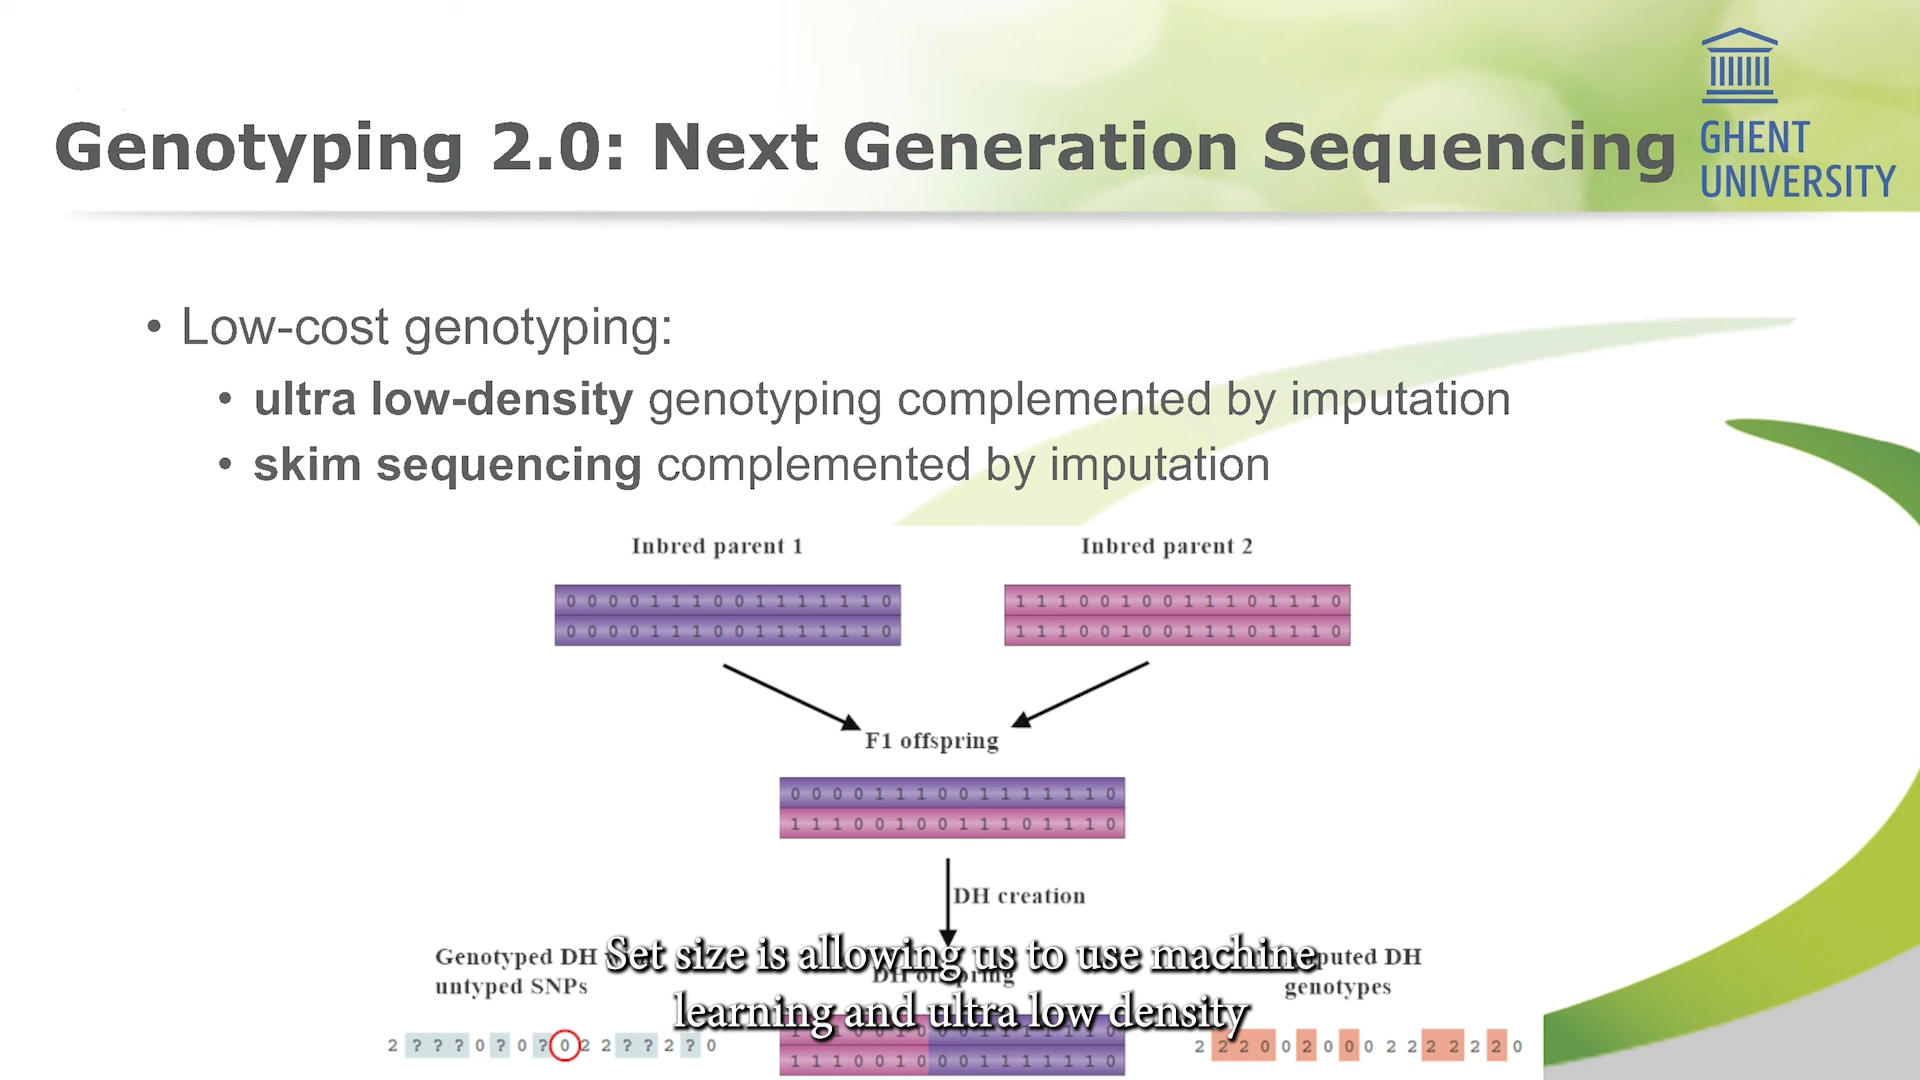 Genotyping 2.0: Next Generation Sequencing
GHENT
UNIVERSITY
• Low-cost genotyping:
• ultra low-density genotyping complemented by imputation
• skim sequencing complemented by imputation
Inbred parent 1
Inbred parent 2
0 0 0 0 1 1 1 0 0 1 1 1 1 1 1 0
0 0 0 0 1 1 1 0 0 1 1 1 1 1 1 0
1 1 1 0 0 1 0 0 1 1 1 0 1 1 1 0
1 1 1 0 0 1 0 0 1 1 1 0 1 1 1 0
F1 offspring
0 0 0 0 1 1 1 0 0 1 1 1 1 1 1 0
1 1 1 0 0 1 0 0 1 1 1 0 1 1 1 0
DH creation
Genotyped DH
untyped SNPs
DH offspring
DH
genotypes
Set size is allowing us to use machine
learning and ultra low density
2 ? ? ? 0 ? 0 ? 0 2 2 ? ? 2 ? 0
1 1 1 0 0 1 0 0 0 1 1 1 1 1 1 0
2 2 2 0 0 2 0 0 0 2 2 2 2 2 2 0